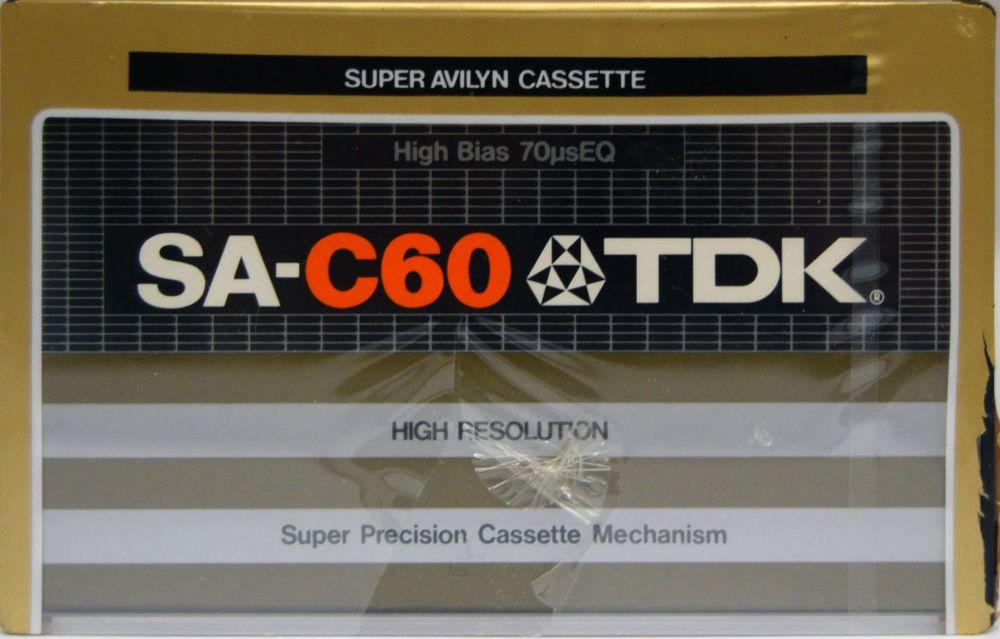 SUPER AVILYN CASSETTE
High Bias 70µsEQ
SA-C60 TDK®
HIGH RESOLUTION
Super Precision Cassette Mechanism